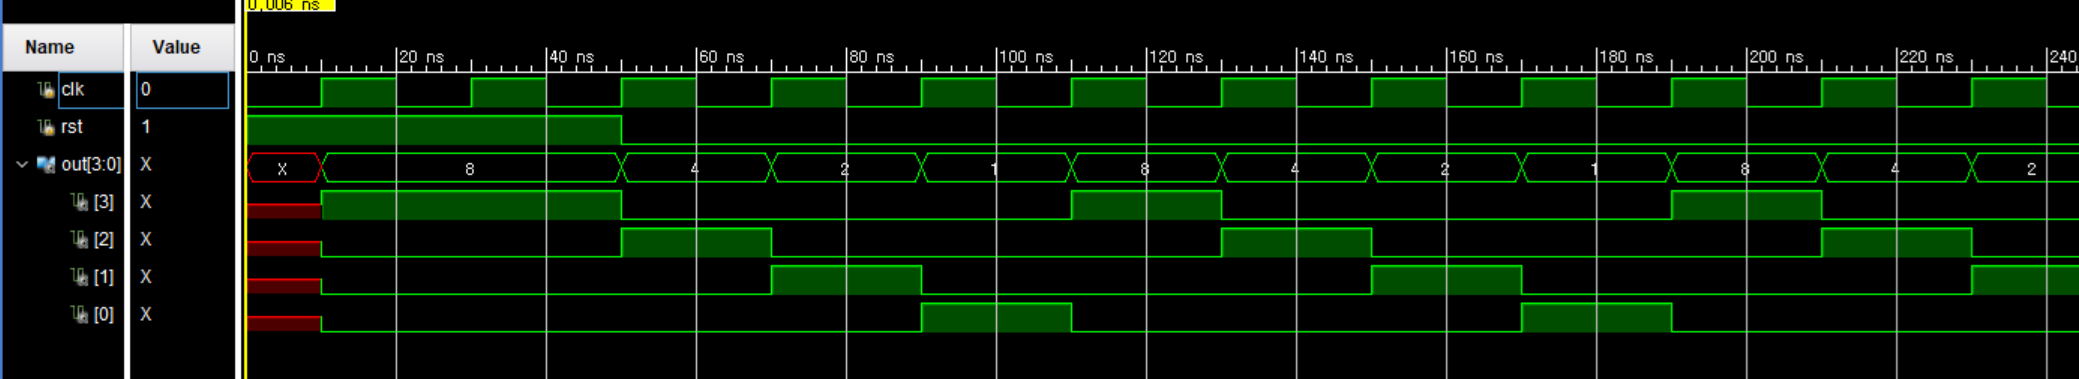 0.006 ns
Name Value
0 ns 20 ns 40 ns 60 ns 80 ns 100 ns 120 ns 140 ns 160 ns 180 ns 200 ns 220 ns 240
clk 0
rst 1
out[3:0] X X 8 4 2 1 8 4 2 1 8 4 2
[3] X
[2] X
[1] X
[0] X